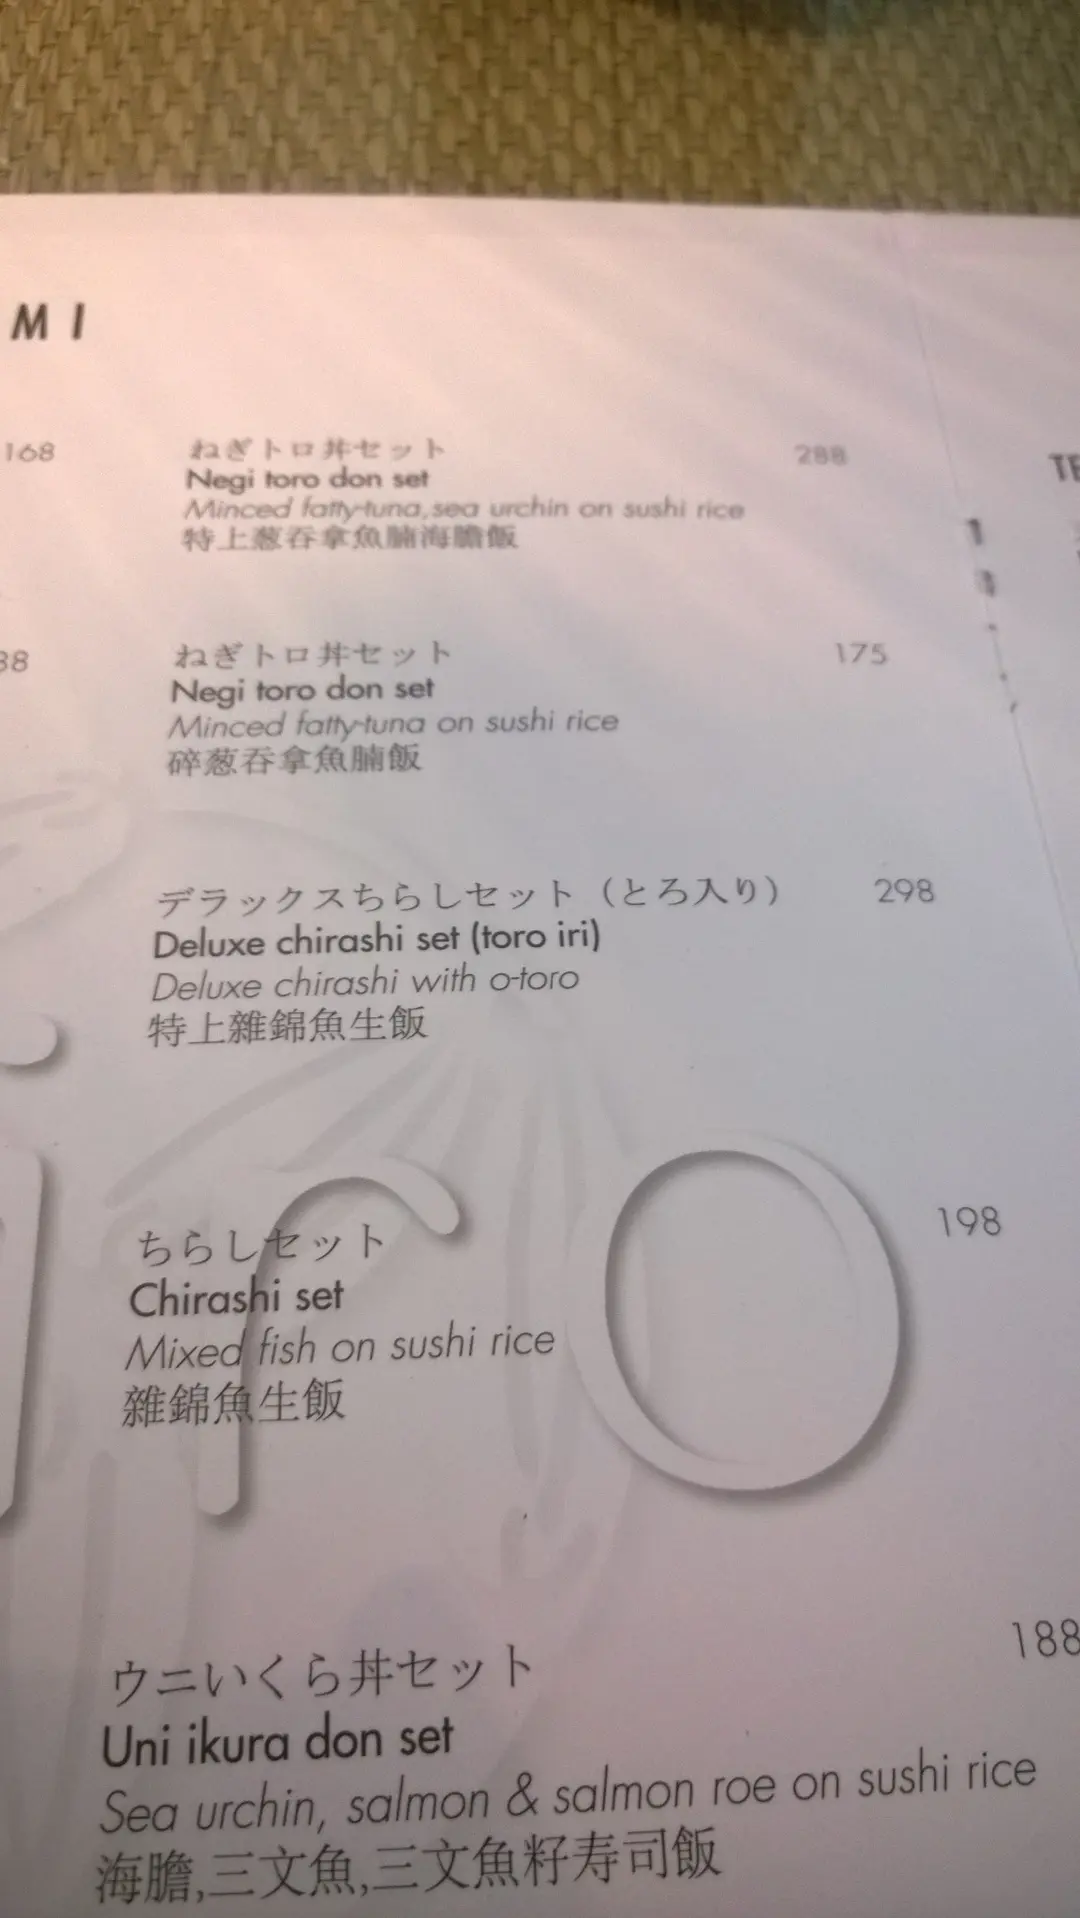 M I
168
ねぎトロ丼セット 288
Negi toro don set
Minced fatty-tuna,sea urchin on sushi rice
特上葱吞拿魚腩海膽飯
TE
38
ねぎトロ丼セット 175
Negi toro don set
Minced fatty-tuna on sushi rice
碎葱吞拿魚腩飯
デラックスちらしセット（とろ入り） 298
Deluxe chirashi set (toro iri)
Deluxe chirashi with o-toro
特上雜錦魚生飯
ro
ちらしセット 198
Chirashi set
Mixed fish on sushi rice
雜錦魚生飯
ウニいくら丼セット 188
Uni ikura don set
Sea urchin, salmon & salmon roe on sushi rice
海膽,三文魚,三文魚籽寿司飯